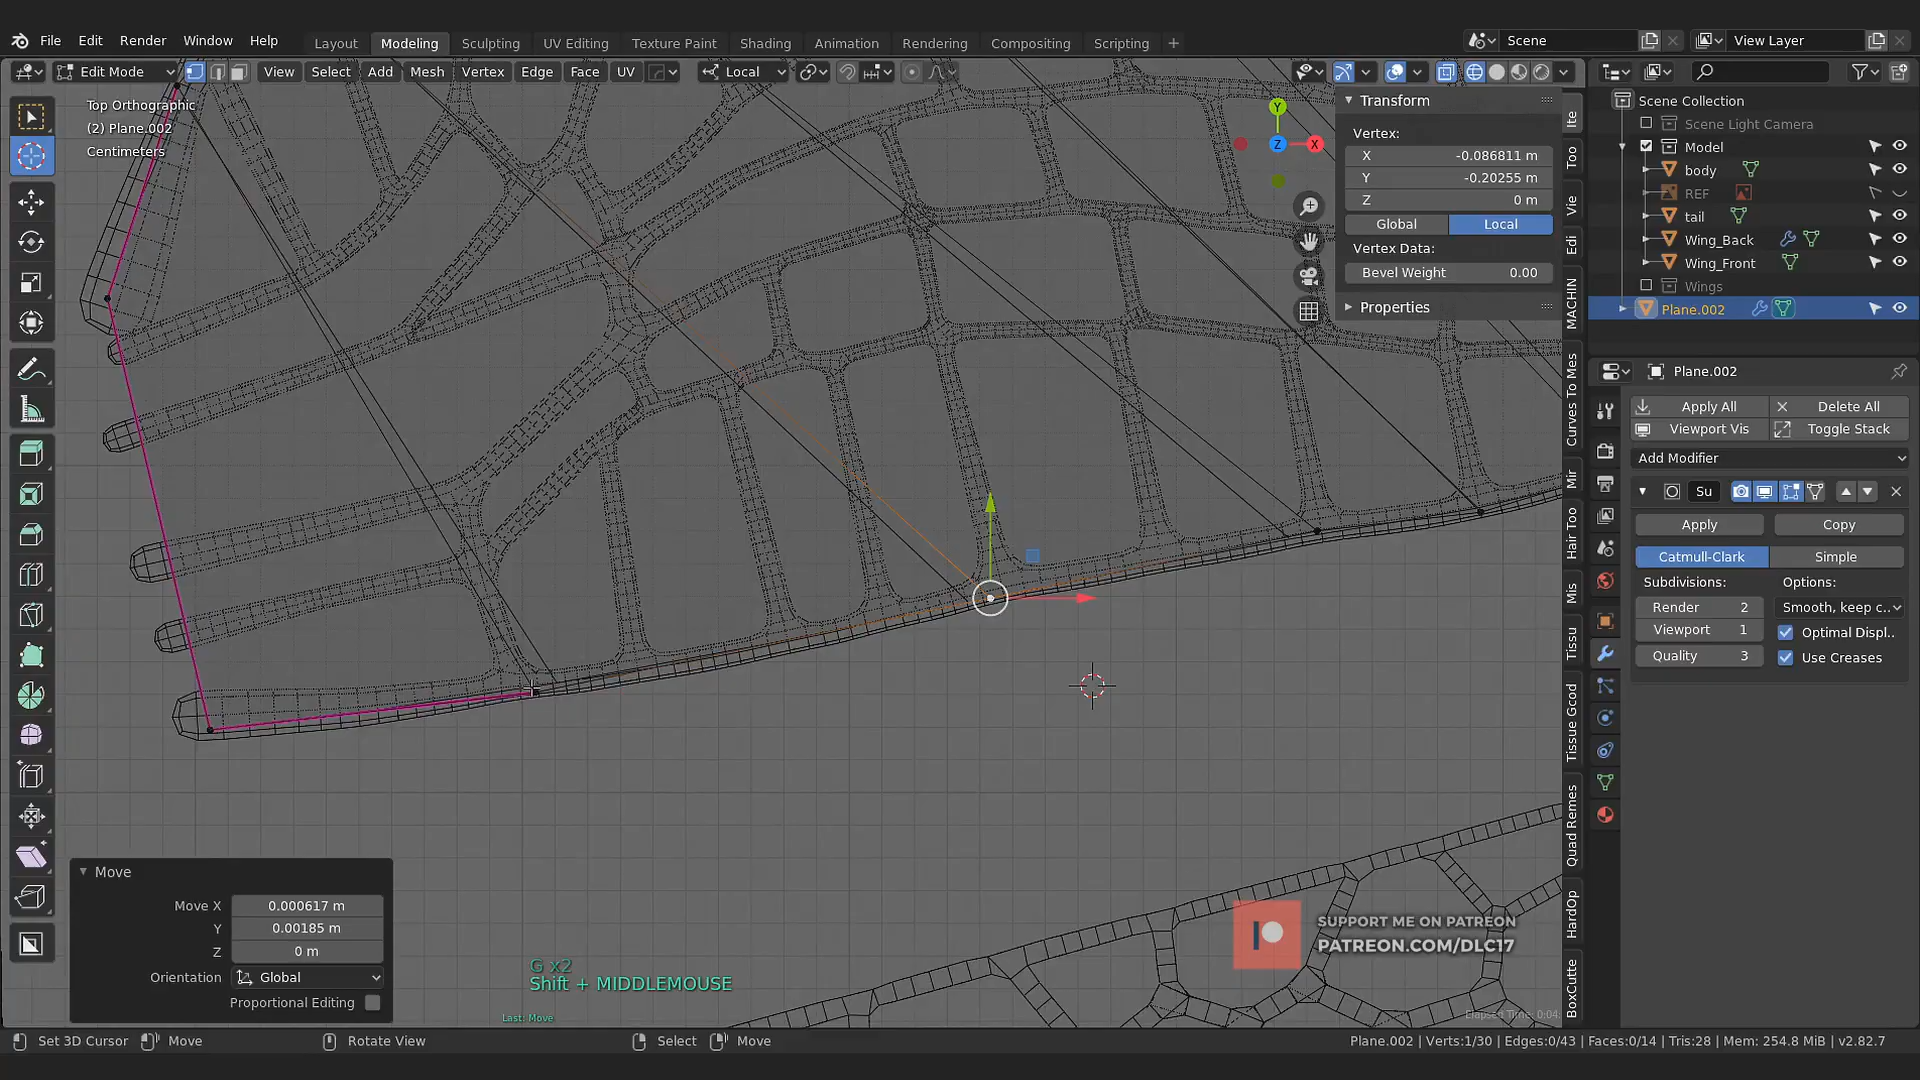 File Edit Render Window Help Layout Modeling Sculpting UV Editing Texture Paint Shading Animation Rendering Compositing Scripting + Scene View Layer
Edit Mode View Select Add Mesh Vertex Edge Face UV Local
Top Orthographic
(2) Plane.002
Centimeters
Y
X
Z
Transform
Vertex:
X -0.086811 m
Y -0.20255 m
Z 0 m
Global Local
Vertex Data:
Bevel Weight 0.00
Properties
Ite
Too
Vie
Edi
MACHIN
Curves To Mes
Mir
Hair Too
Mis
Tissu
Tissue Gcod
Quad Remes
HardOp
BoxCutte
Scene Collection
Scene Light Camera
Model
body
REF
tail
Wing_Back
Wing_Front
Wings
Plane.002
Plane.002
Apply All Delete All
Viewport Vis Toggle Stack
Add Modifier
Su
Apply Copy
Catmull-Clark Simple
Subdivisions: Options:
Render 2 Smooth, keep c..
Viewport 1 Optimal Displ..
Quality 3 Use Creases
Move
Move X 0.000617 m
Y 0.00185 m
Z 0 m
Orientation Global
Proportional Editing
G x2
Shift + MIDDLEMOUSE
Last: Move
SUPPORT ME ON PATREON
PATREON.COM/DLC17
Elapsed Time: 0:04:
Set 3D Cursor Move Rotate View Select Move Plane.002 | Verts:1/30 | Edges:0/43 | Faces:0/14 | Tris:28 | Mem: 254.8 MiB | v2.82.7